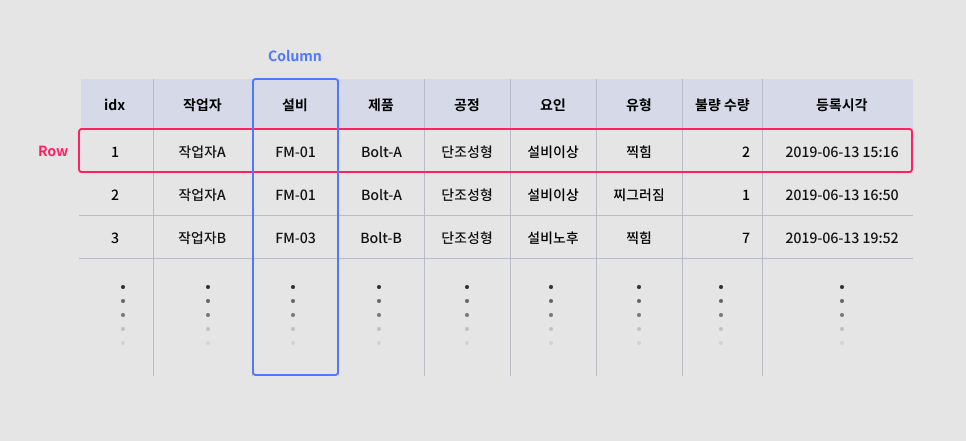 Column
idx 작업자 설비 제품 공정 요인 유형 불량 수량 등록시각
Row 1 작업자A FM-01 Bolt-A 단조성형 설비이상 찍힘 2 2019-06-13 15:16
2 작업자A FM-01 Bolt-A 단조성형 설비이상 찌그러짐 1 2019-06-13 16:50
3 작업자B FM-03 Bolt-B 단조성형 설비노후 찍힘 7 2019-06-13 19:52